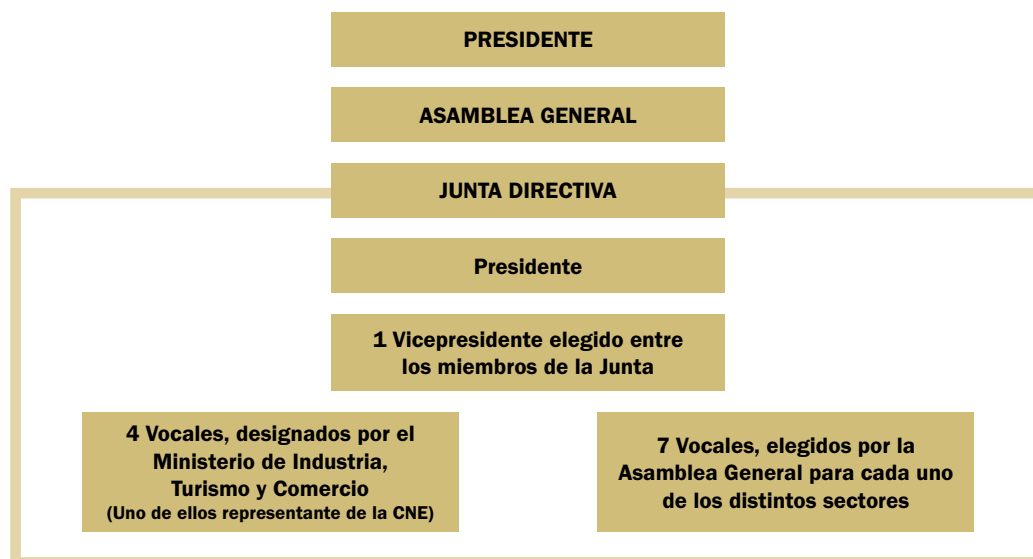 PRESIDENTE
ASAMBLEA GENERAL
JUNTA DIRECTIVA
Presidente
1 Vicepresidente elegido entre
los miembros de la Junta
4 Vocales, designados por el
Ministerio de Industria,
Turismo y Comercio
(Uno de ellos representante de la CNE)
7 Vocales, elegidos por la
Asamblea General para cada uno
de los distintos sectores